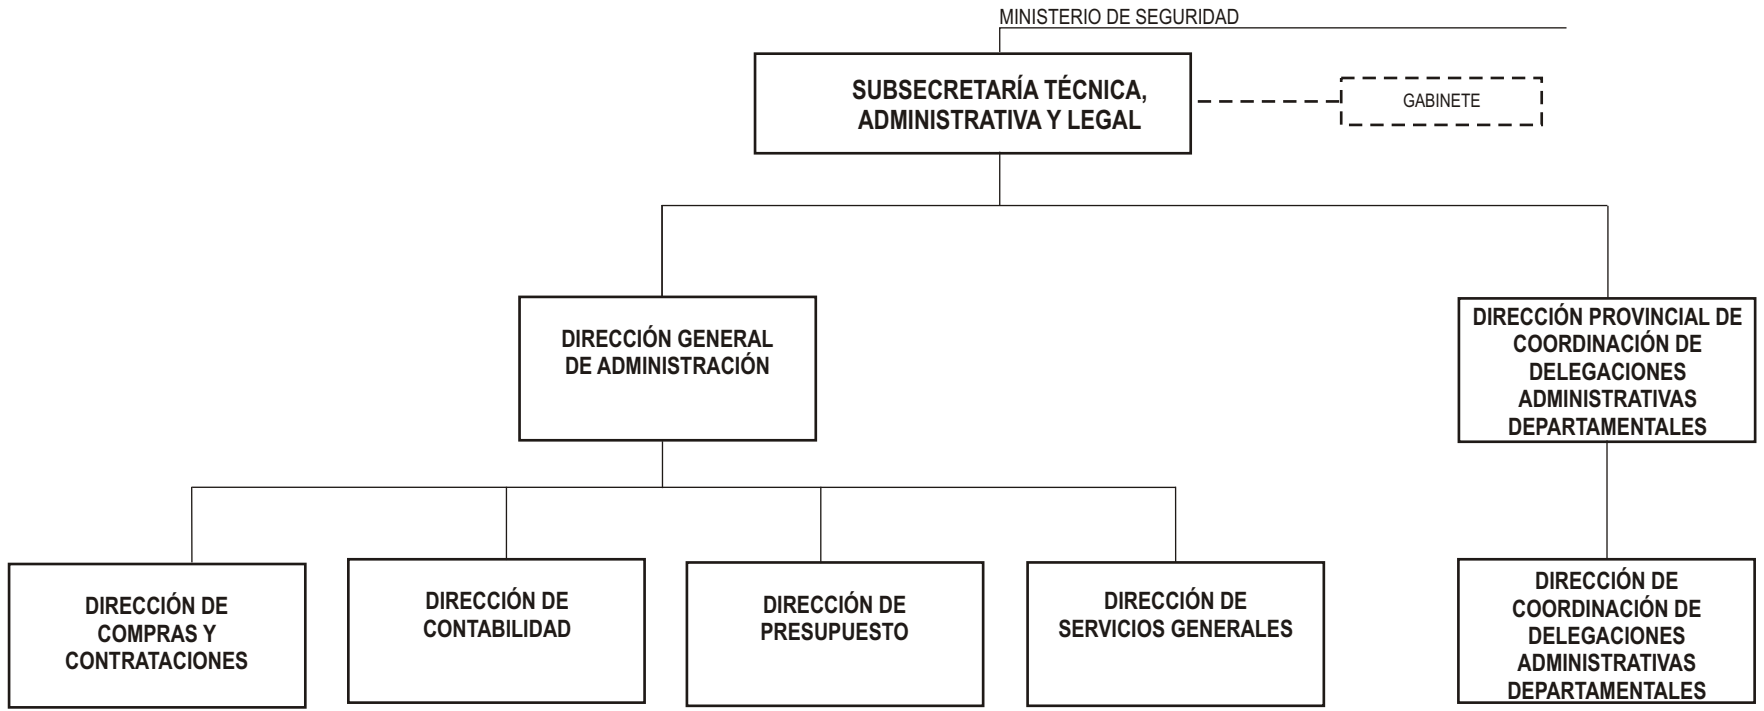 MINISTERIO DE SEGURIDAD
SUBSECRETARÍA TÉCNICA,
ADMINISTRATIVA Y LEGAL
GABINETE
DIRECCIÓN GENERAL
DE ADMINISTRACIÓN
DIRECCIÓN PROVINCIAL DE
COORDINACIÓN DE
DELEGACIONES
ADMINISTRATIVAS
DEPARTAMENTALES
DIRECCIÓN DE
COMPRAS Y
CONTRATACIONES
DIRECCIÓN DE
CONTABILIDAD
DIRECCIÓN DE
PRESUPUESTO
DIRECCIÓN DE
SERVICIOS GENERALES
DIRECCIÓN DE
COORDINACIÓN DE
DELEGACIONES
ADMINISTRATIVAS
DEPARTAMENTALES